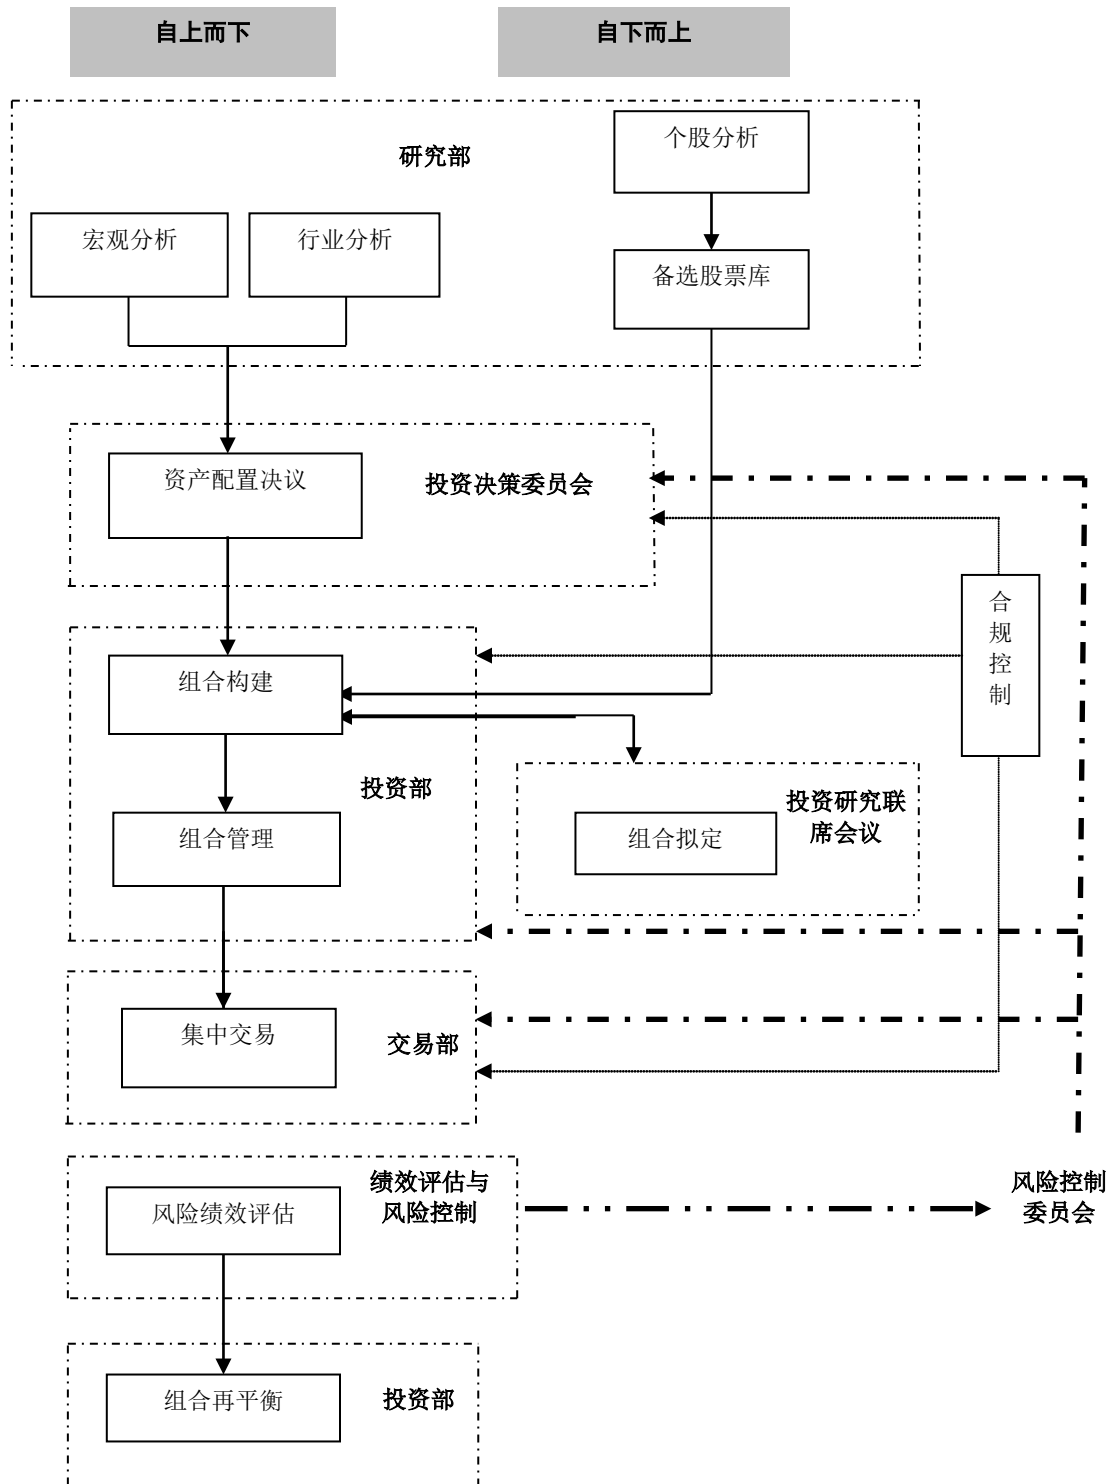 自上而下
自下而上
个股分析
研究部
宏观分析
行业分析
备选股票库
资产配置决议
投资决策委员会
合
规
控
制
组合构建
投资部
投资研究联
席会议
组合管理
组合拟定
集中交易
交易部
绩效评估与
风险控制
风险绩效评估
风险控制
委员会
组合再平衡
投资部